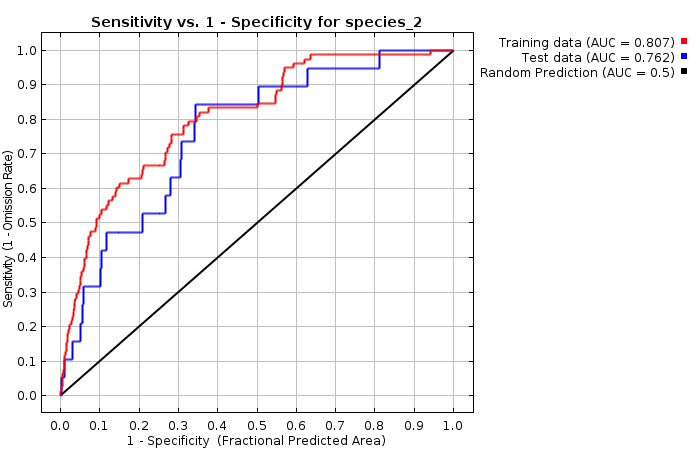 Sensitivity vs. 1 - Specificity for species_2
Training data (AUC = 0.807)
Test data (AUC = 0.762)
Random Prediction (AUC = 0.5)
Sensitivity (1 - Omission Rate)
1.0
0.9
0.8
0.7
0.6
0.5
0.4
0.3
0.2
0.1
0.0
0.0 0.1 0.2 0.3 0.4 0.5 0.6 0.7 0.8 0.9 1.0
1 - Specificity (Fractional Predicted Area)